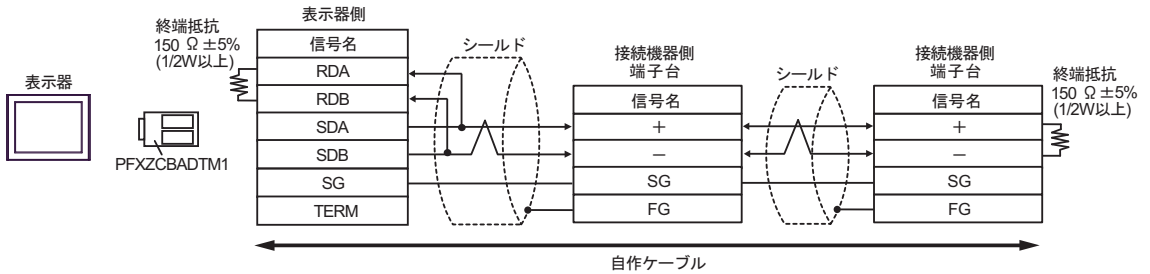 表示器
PFXZCBADTM1
終端抵抗
150 Ω ±5%
(1/2W以上)
表示器側
信号名
RDA
RDB
SDA
SDB
SG
TERM
シールド
接続機器側
端子台
信号名
+
-
SG
FG
シールド
接続機器側
端子台
信号名
+
-
SG
FG
終端抵抗
150 Ω ±5%
(1/2W以上)
自作ケーブル